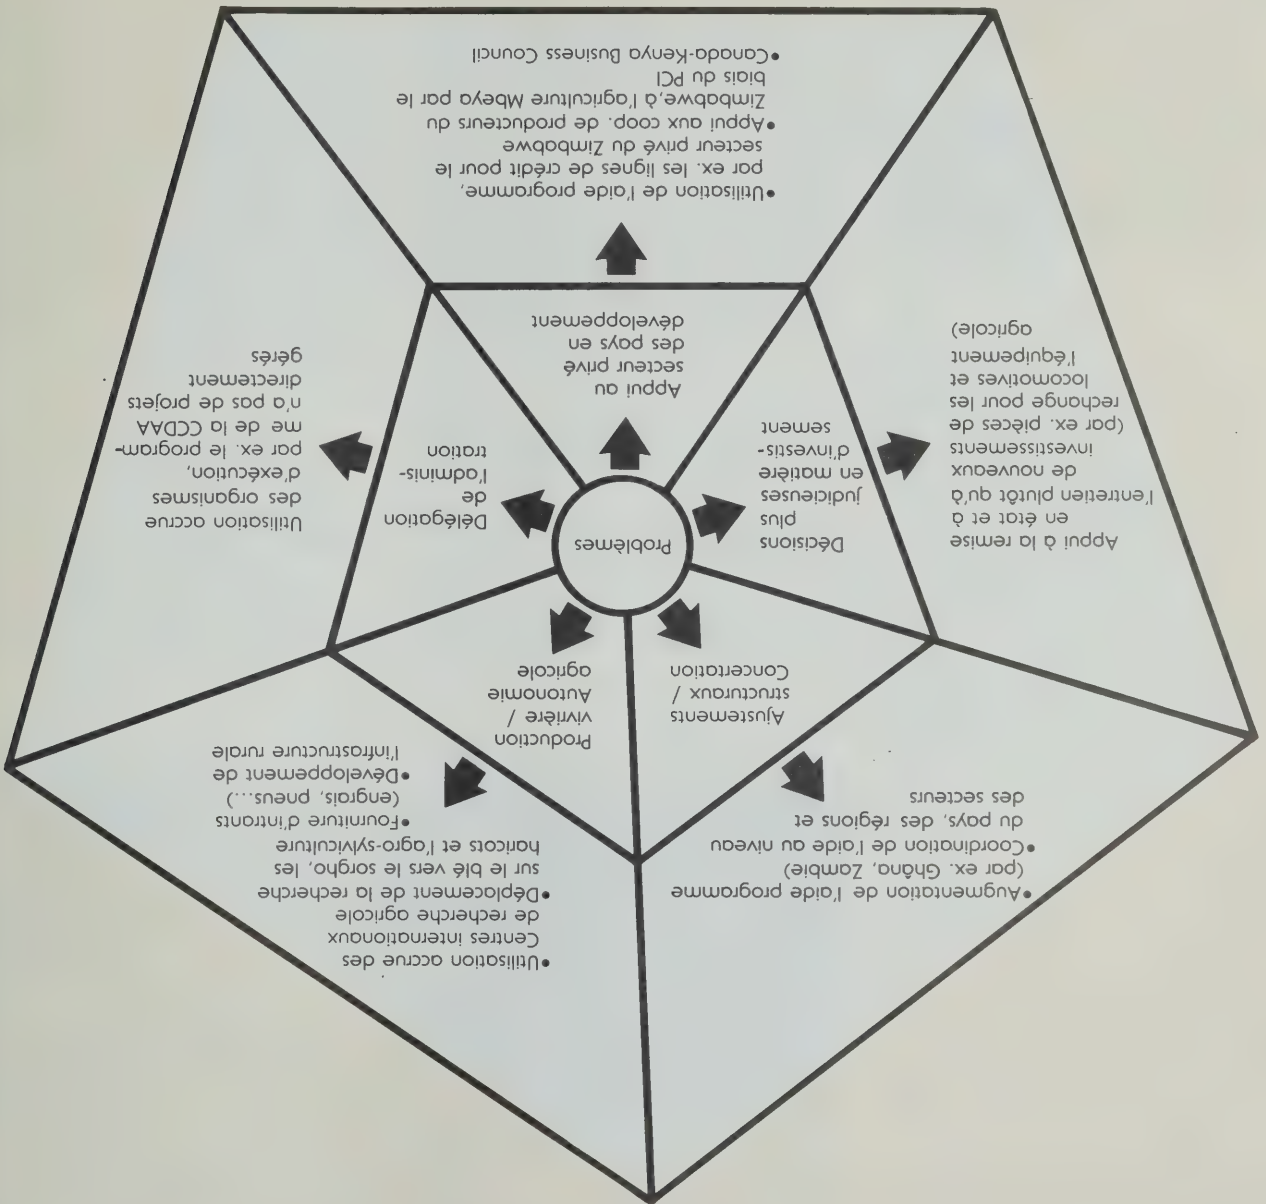 •Augmentation de l'aide programme
(par ex. Ghâna, Zambie)
•Coordination de l'aide au niveau
du pays, des régions et
des secteurs
•Utilisation accrue des
Centres internationaux
de recherche agricole
•Déplacement de la recherche
sur le blé vers le sorgho, les
haricots et l'agro-sylviculture
•Fourniture d'intrants
(engrais, pneus...)
•Développement de
l'infrastructure rurale
Ajustements
structuraux /
Concertation
Production
vivrière /
Autonomie
agricole
Appui à la remise
en état et à
l'entretien plutôt qu'à
de nouveaux
investissements
(par ex. pièces de
rechange pour les
locomotives et
l'équipement
agricole)
Décisions
plus
judicieuses
en matière
d'investis-
sement
Problèmes
Délégation
de
l'adminis-
tration
Utilisation accrue
des organismes
d'exécution,
par ex. le program-
me de la CCDAA
n'a pas de projets
directement
gérés
Appui au
secteur privé
des pays en
développement
•Utilisation de l'aide programme,
par ex. les lignes de crédit pour le
secteur privé du Zimbabwe
•Appui aux coop. de producteurs du
Zimbabwe,à l'agriculture Mbeya par le
biais du PCI
•Canada-Kenya Business Council